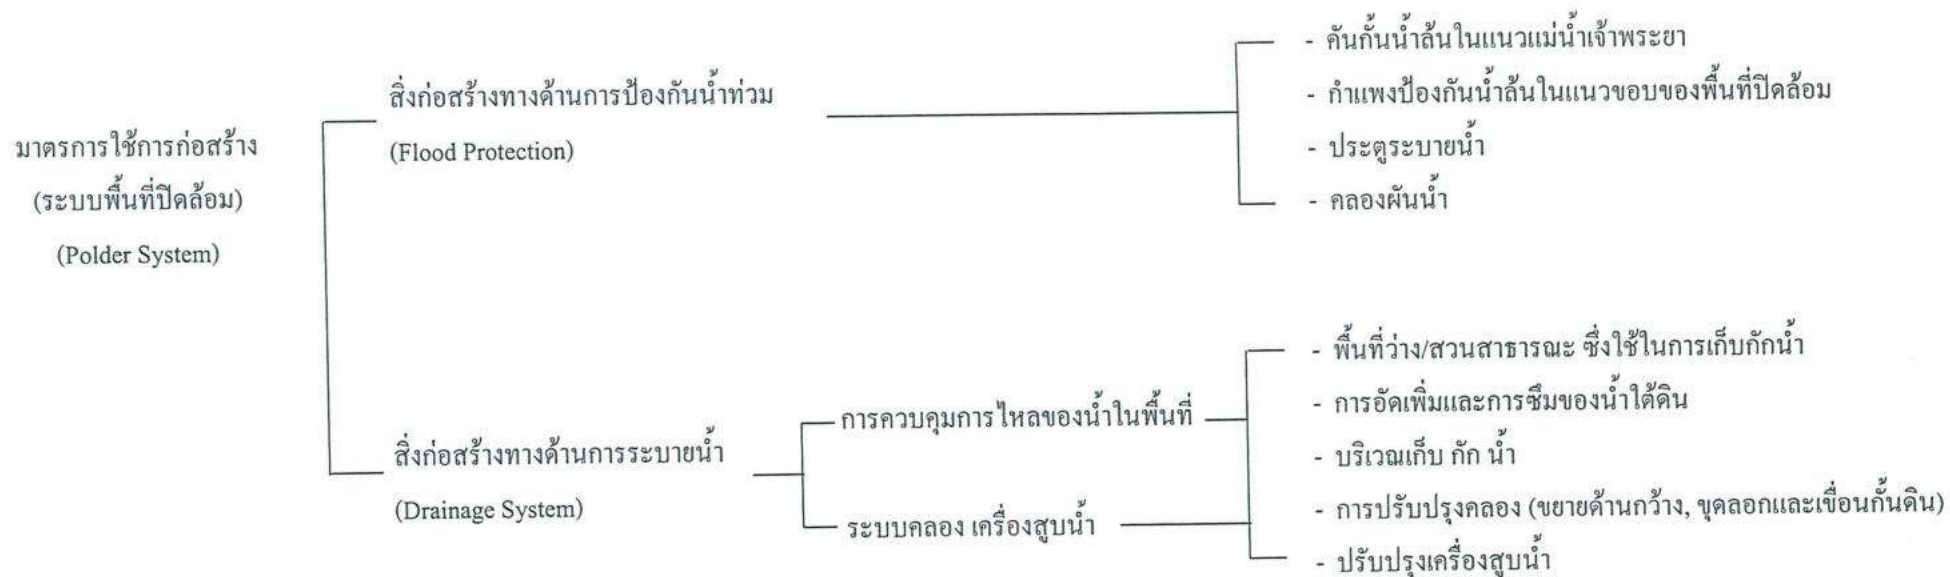 มาตรการใช้การก่อสร้าง
(ระบบพื้นที่ปิดล้อม)
(Polder System)
สิ่งก่อสร้างทางด้านการป้องกันน้ำท่วม
(Flood Protection)
- คันกั้นน้ำล้นในแนวแม่น้ำเจ้าพระยา
- กำแพงป้องกันน้ำล้นในแนวขอบของพื้นที่ปิดล้อม
- ประตูระบายน้ำ
- คลองผันน้ำ
สิ่งก่อสร้างทางด้านการระบายน้ำ
(Drainage System)
การควบคุมการไหลของน้ำในพื้นที่
ระบบคลอง เครื่องสูบน้ำ
- พื้นที่ว่าง/สวนสาธารณะ ซึ่งใช้ในการเก็บกักน้ำ
- การอัดเพิ่มและการซึมของน้ำใต้ดิน
- บริเวณเก็บ กัก น้ำ
- การปรับปรุงคลอง (ขยายด้านกว้าง, ขุดลอกและเขื่อนกั้นดิน)
- ปรับปรุงเครื่องสูบน้ำ